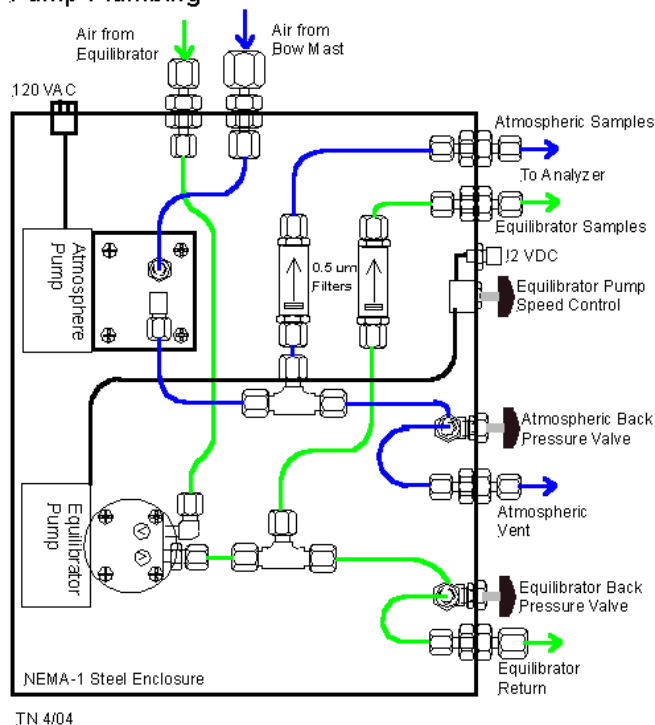 Pump Plumbing
Air from
Equilibrator
Air from
Bow Mast
120 VAC
Atmospheric Samples
To Analyzer
Equilibrator Samples
12 VDC
Equilibrator Pump
Speed Control
Atmosphere
Pump
0.5 um
Filters
Atmospheric Back
Pressure Valve
Atmospheric
Vent
Equilibrator
Pump
Equilibrator Back
Pressure Valve
Equilibrator
Return
NEMA-1 Steel Enclosure
TN 4/04